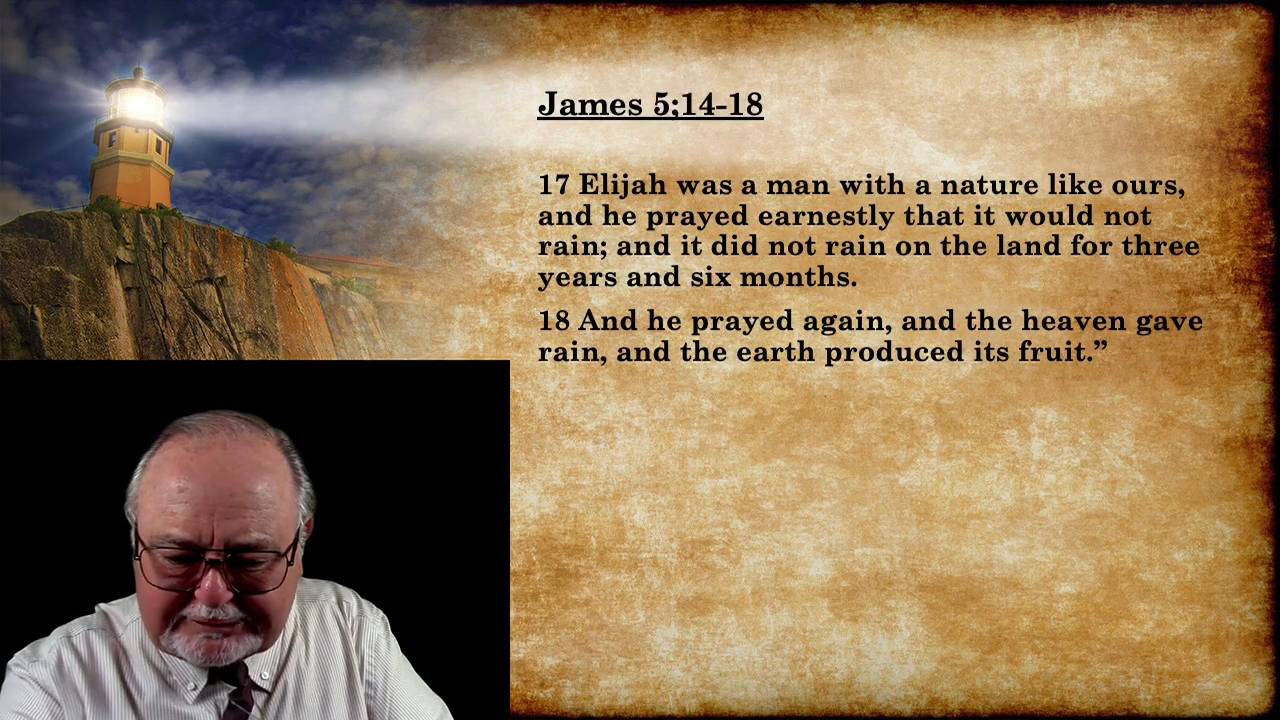 James 5;14-18
17 Elijah was a man with a nature like ours,
and he prayed earnestly that it would not
rain; and it did not rain on the land for three
years and six months.
18 And he prayed again, and the heaven gave
rain, and the earth produced its fruit.”